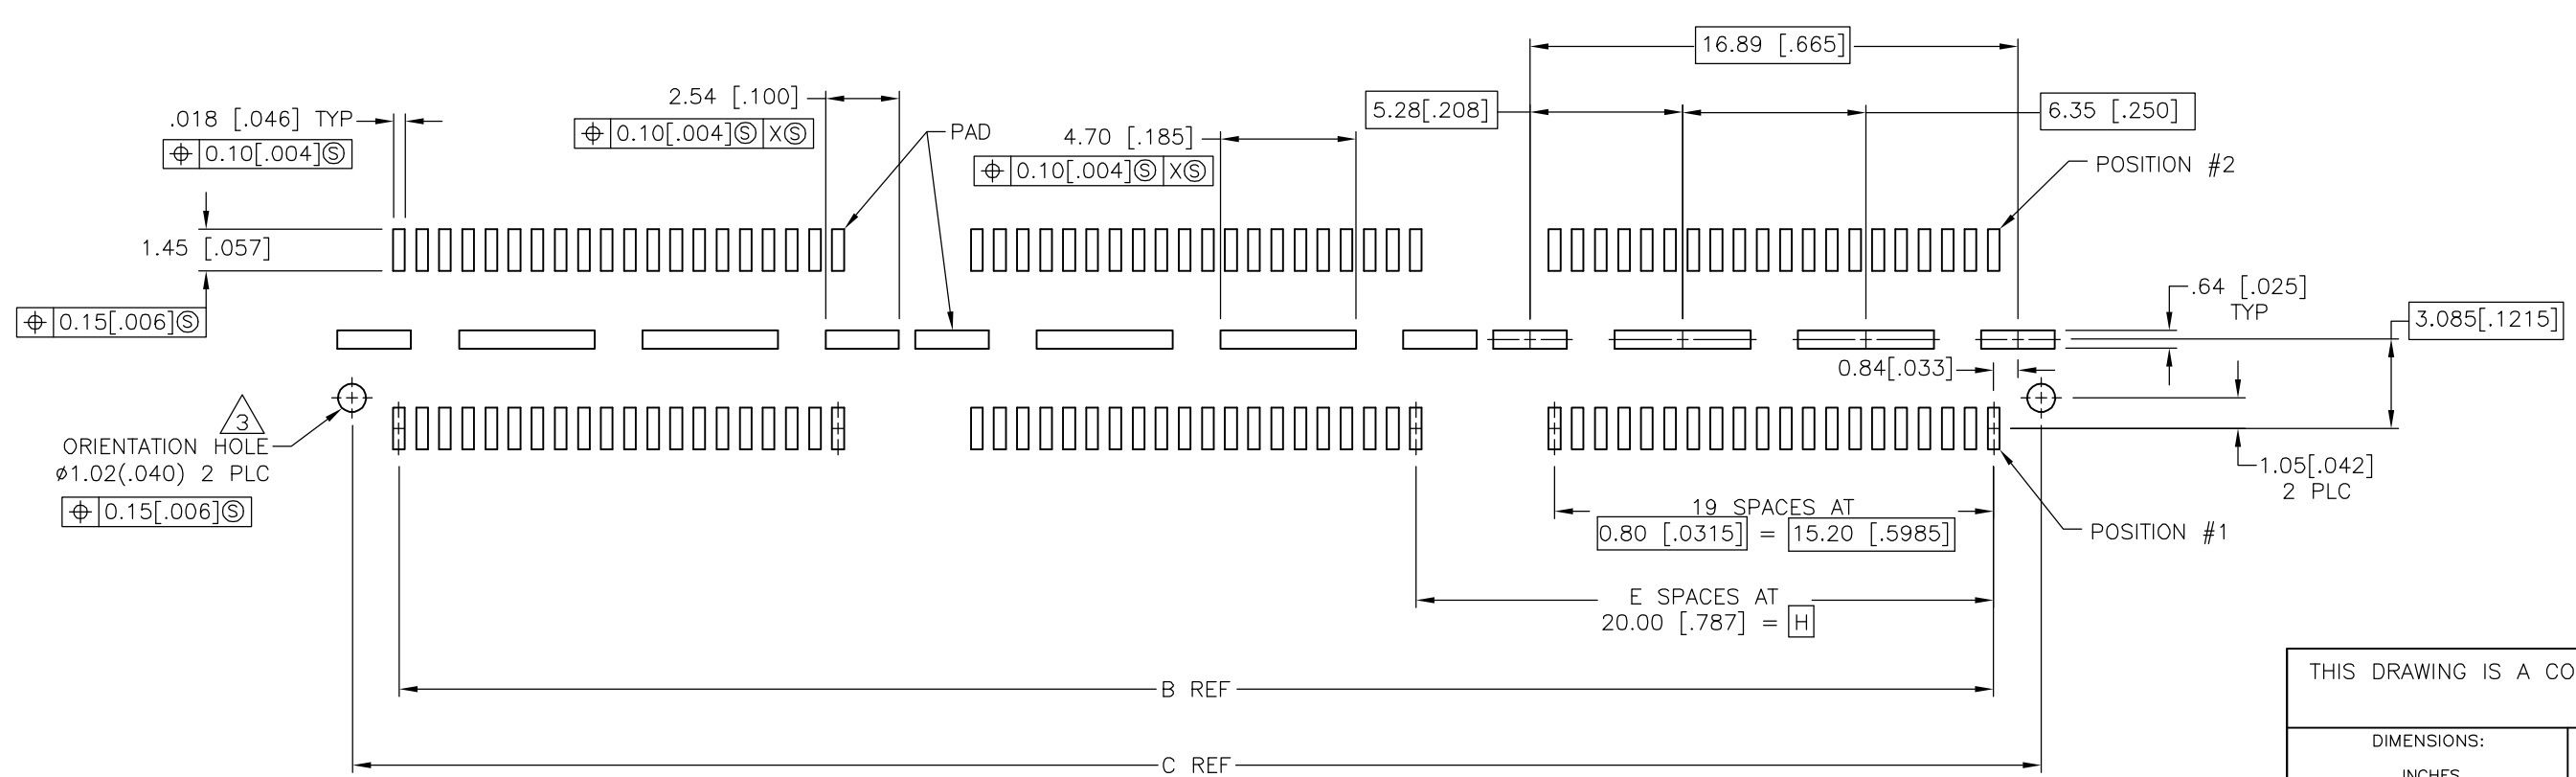 16.89 [.665]
2.54 [.100]
⌖ 0.10[.004]Ⓢ XⓈ
5.28[.208]
6.35 [.250]
.018 [.046] TYP
⌖ 0.10[.004]Ⓢ
PAD
4.70 [.185]
⌖ 0.10[.004]Ⓢ XⓈ
POSITION #2
1.45 [.057]
⌖ 0.15[.006]Ⓢ
.64 [.025]
TYP
3.085[.1215]
0.84[.033]
3
ORIENTATION HOLE
ø1.02(.040) 2 PLC
⌖ 0.15[.006]Ⓢ
1.05[.042]
2 PLC
19 SPACES AT
0.80 [.0315] = 15.20 [.5985]
POSITION #1
E SPACES AT
20.00 [.787] = H
B REF
C REF
THIS DRAWING IS A CO
DIMENSIONS:
INCHES